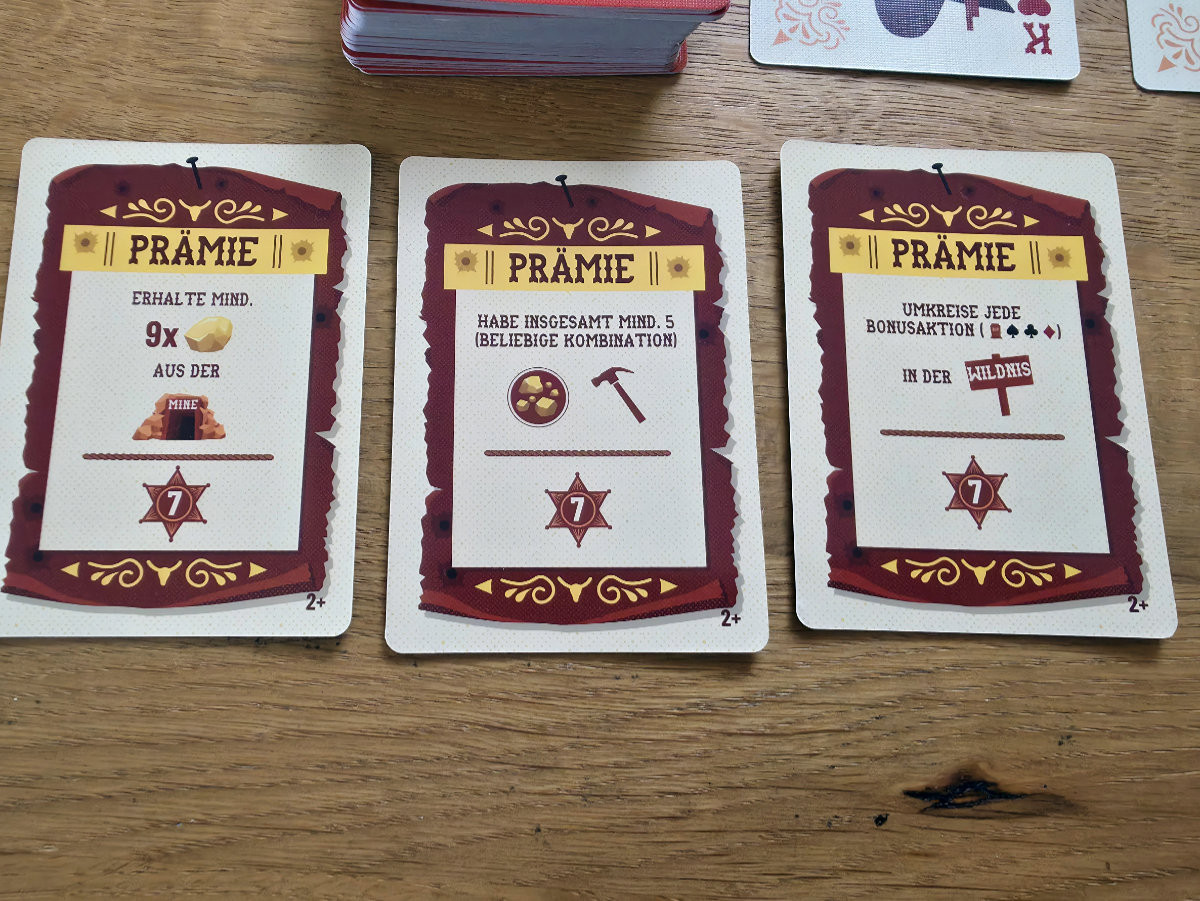 K
PRÄMIE
ERHALTE MIND.
9x
AUS DER
MINE
7
2+
PRÄMIE
HABE INSGESAMT MIND. 5
(BELIEBIGE KOMBINATION)
7
2+
PRÄMIE
UMKREISE JEDE
BONUSAKTION ( ♠ ♣ ♦ )
IN DER WILDNIS
7
2+